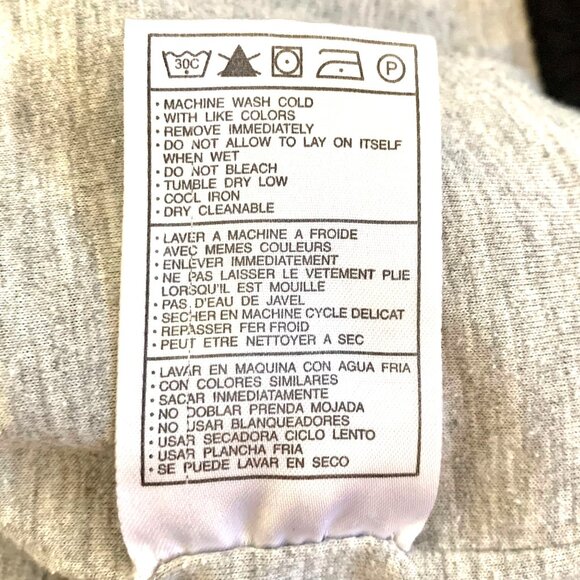 30C
P
• MACHINE WASH COLD
• WITH LIKE COLORS
• REMOVE IMMEDIATELY
• DO NOT ALLOW TO LAY ON ITSELF
WHEN WET
• DO NOT BLEACH
• TUMBLE DRY LOW
• COOL IRON
• DRY CLEANABLE
• LAVER A MACHINE A FROIDE
• AVEC MEMES COULEURS
• ENLEVER IMMEDIATEMENT
• NE PAS LAISSER LE VETEMENT PLIE
LORSQU'IL EST MOUILLE
• PAS D'EAU DE JAVEL
• SECHER EN MACHINE CYCLE DELICAT
• REPASSER FER FROID
• PEUT ETRE NETTOYER A SEC
• LAVAR EN MAQUINA CON AGUA FRIA
• CON COLORES SIMILARES
• SACAR INMEDIATAMENTE
• NO DOBLAR PRENDA MOJADA
• NO USAR BLANQUEADORES
• USAR SECADORA CICLO LENTO
• USAR PLANCHA FRIA
• SE PUEDE LAVAR EN SECO